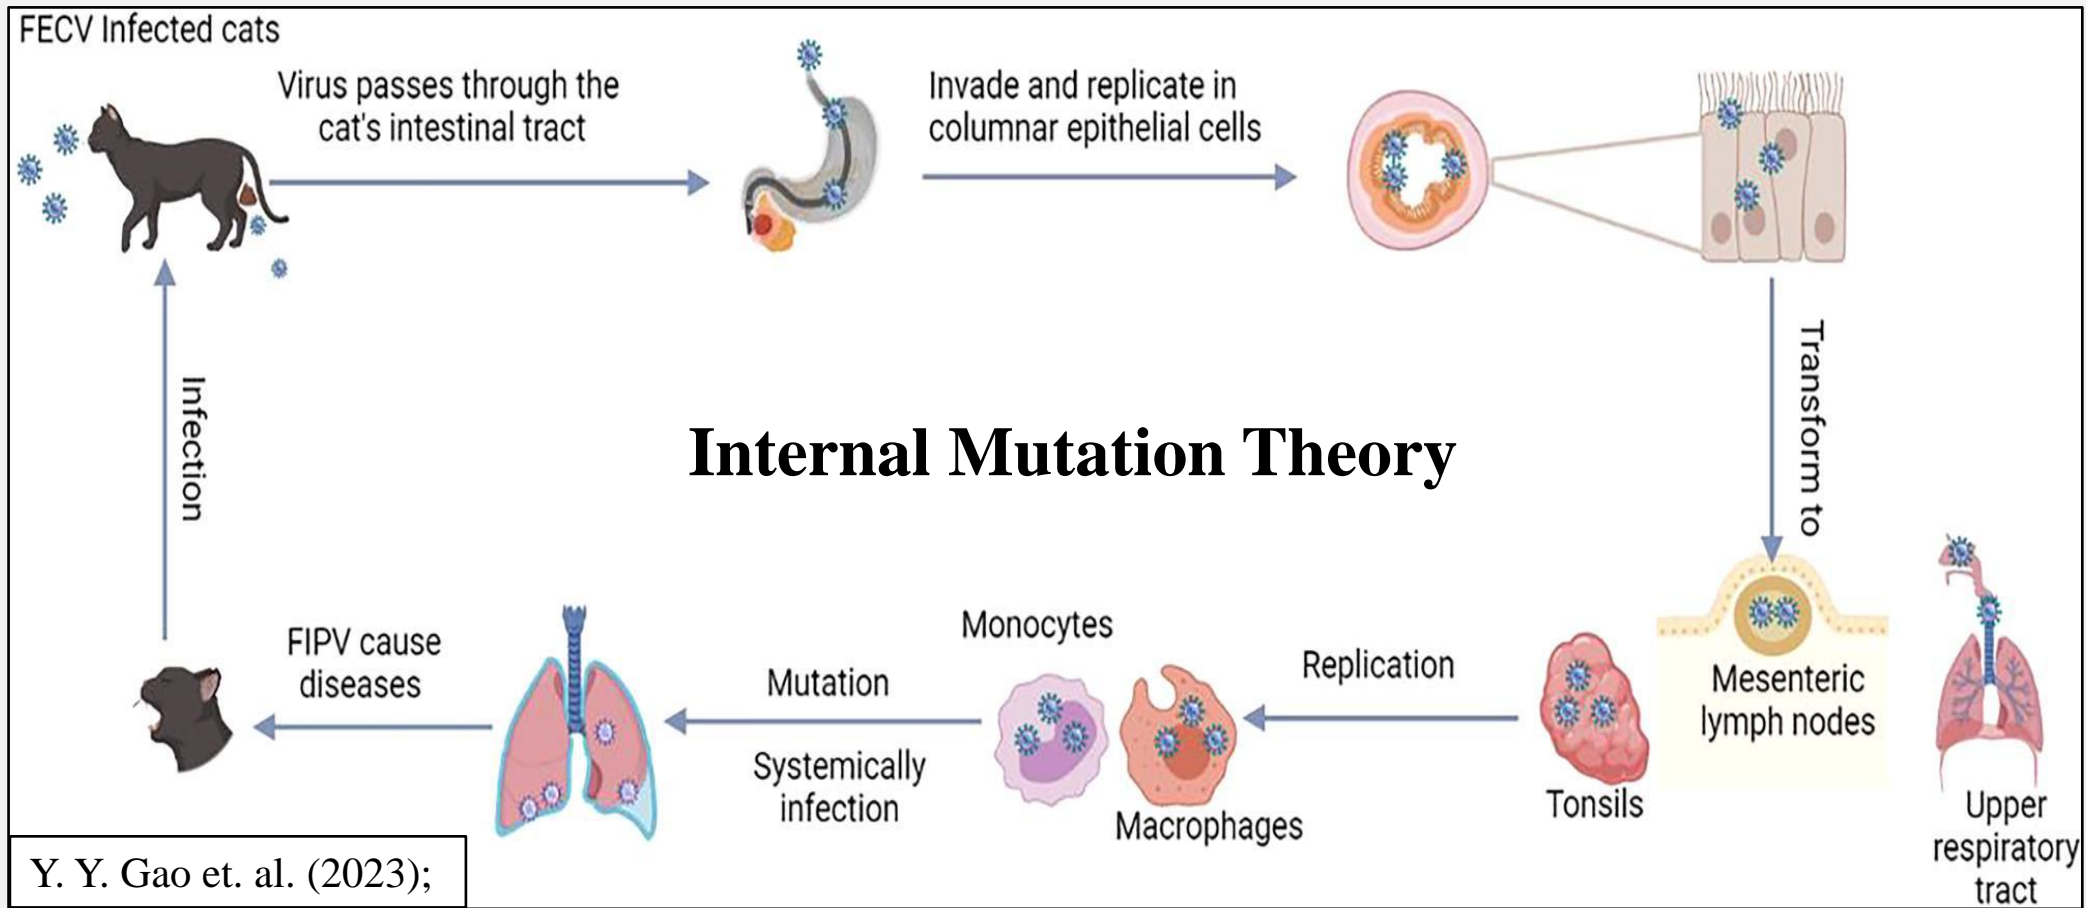 FECV Infected cats
Virus passes through the
cat's intestinal tract
Invade and replicate in
columnar epithelial cells
Transform to
Infection
Internal Mutation Theory
Mesenteric
lymph nodes
Upper
respiratory
tract
Tonsils
Replication
Monocytes
Macrophages
Mutation
Systemically
infection
FIPV cause
diseases
Y. Y. Gao et. al. (2023);